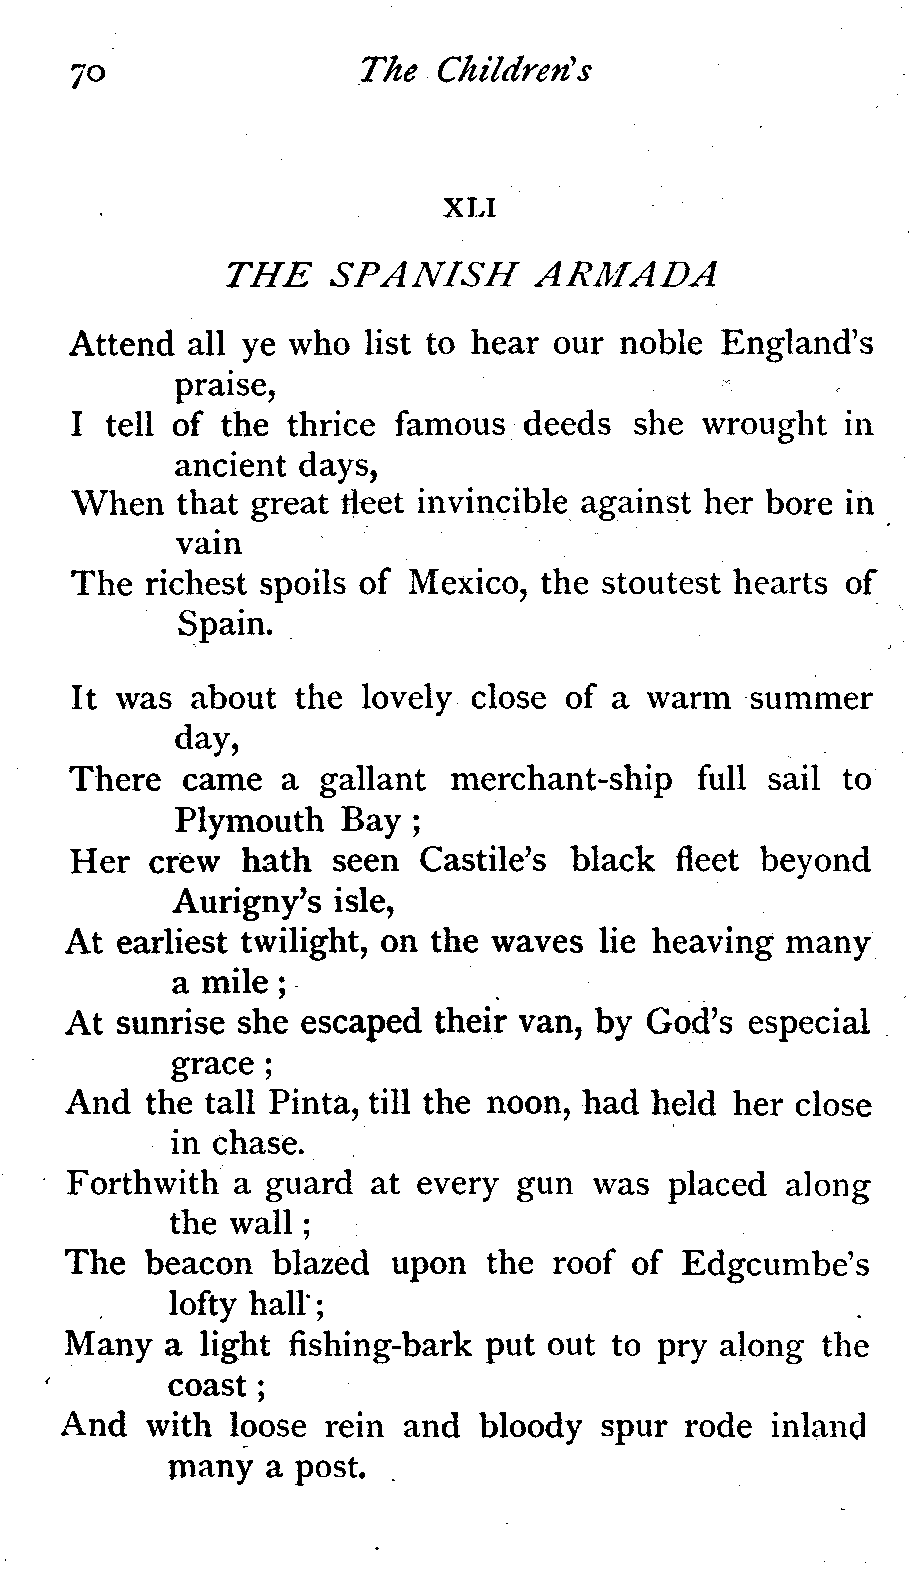 70 The Children's
XLI
THE SPANISH ARMADA
Attend all ye who list to hear our noble England's
praise,
I tell of the thrice famous deeds she wrought in
ancient days,
When that great fleet invincible against her bore in
vain
The richest spoils of Mexico, the stoutest hearts of
Spain.
It was about the lovely close of a warm summer
day,
There came a gallant merchant-ship full sail to
Plymouth Bay ;
Her crew hath seen Castile's black fleet beyond
Aurigny's isle,
At earliest twilight, on the waves lie heaving many
a mile ;
At sunrise she escaped their van, by God's especial
grace ;
And the tall Pinta, till the noon, had held her close
in chase.
Forthwith a guard at every gun was placed along
the wall ;
The beacon blazed upon the roof of Edgcumbe's
lofty hall ;
Many a light fishing-bark put out to pry along the
coast ;
And with loose rein and bloody spur rode inland
many a post.